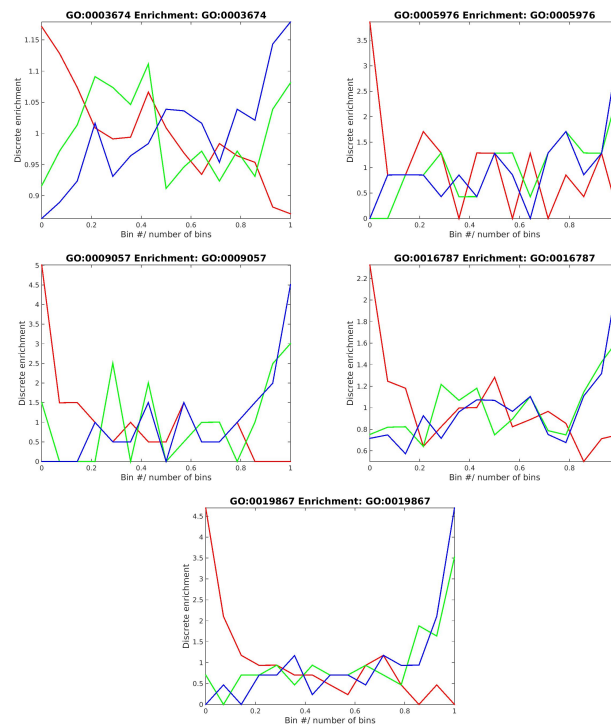 GO:0003674 Enrichment: GO:0003674
Discrete enrichment
1.15
1.1
1.05
1
0.95
0.9
0 0.2 0.4 0.6 0.8 1
Bin #/ number of bins
GO:0005976 Enrichment: GO:0005976
Discrete enrichment
3.5
3
2.5
2
1.5
1
0.5
0
0 0.2 0.4 0.6 0.8
Bin #/ number of bins
GO:0009057 Enrichment: GO:0009057
Discrete enrichment
5
4.5
4
3.5
3
2.5
2
1.5
1
0.5
0
0 0.2 0.4 0.6 0.8 1
Bin #/ number of bins
GO:0016787 Enrichment: GO:0016787
Discrete enrichment
2.2
2
1.8
1.6
1.4
1.2
1
0.8
0.6
0 0.2 0.4 0.6 0.8
Bin #/ number of bins
GO:0019867 Enrichment: GO:0019867
Discrete enrichment
4.5
4
3.5
3
2.5
2
1.5
1
0.5
0
0 0.2 0.4 0.6 0.8 1
Bin #/ number of bins